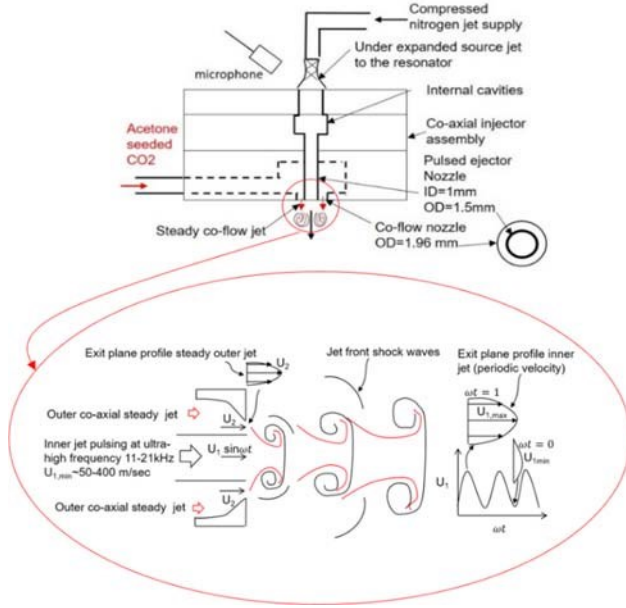 Compressed
nitrogen jet supply
Under expanded source jet
to the resonator
microphone
Internal cavities
Acetone
seeded
CO2
Co-axial injector
assembly
Pulsed ejector
Nozzle
ID=1mm
OD=1.5mm
Steady co-flow jet
Co-flow nozzle
OD=1.96 mm
Exit plane profile steady outer jet
U₂
Jet front shock waves
Exit plane profile inner
jet (periodic velocity)
ωt = 1
U₁,max
Outer co-axial steady jet
U₂
Inner jet pulsing at ultra-
high frequency 11-21kHz
U₁,min~50-400 m/sec
U₁ sinωt
ωt = 0
U₁min
U₁
Outer co-axial steady jet
U₂
ωt